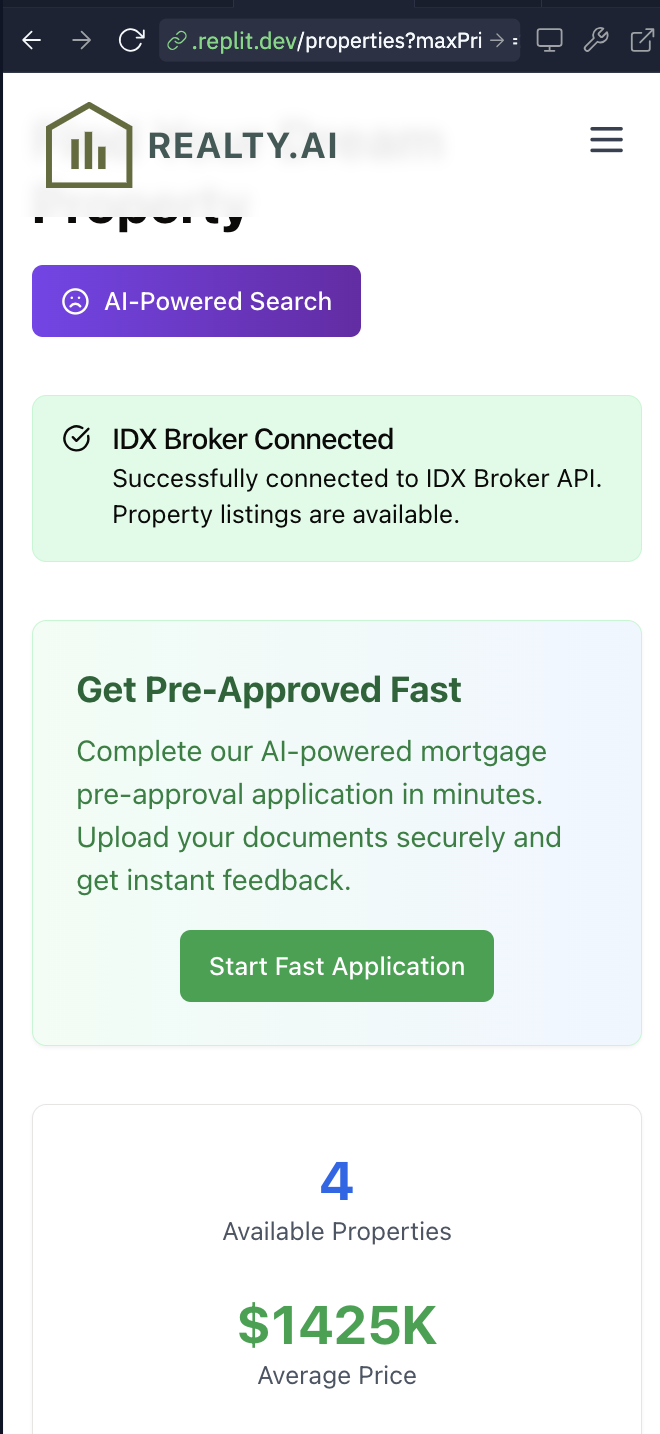 .replit.dev/properties?maxPri
REALTY.AI
Property
AI-Powered Search
IDX Broker Connected
Successfully connected to IDX Broker API.
Property listings are available.
Get Pre-Approved Fast
Complete our AI-powered mortgage
pre-approval application in minutes.
Upload your documents securely and
get instant feedback.
Start Fast Application
4
Available Properties
$1425K
Average Price